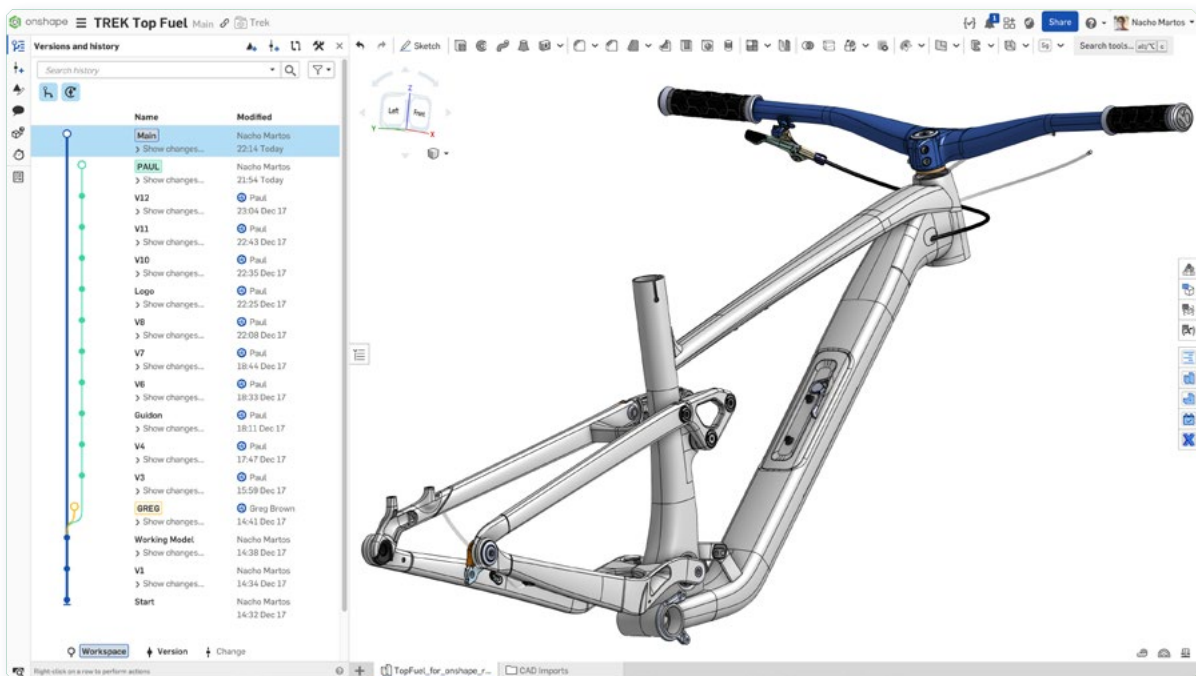 onshape TREK Top Fuel Main Trek Share Nacho Martos
Versions and history
Sketch
Search tools... alt/⌥ c
Search history
Left Front
Z
Y
X
Name Modified
Main Nacho Martos
Show changes... 22:14 Today
PAUL Nacho Martos
Show changes... 21:54 Today
V12 Paul
Show changes... 23:04 Dec 17
V11 Paul
Show changes... 22:43 Dec 17
V10 Paul
Show changes... 22:35 Dec 17
Logo Paul
Show changes... 22:25 Dec 17
V8 Paul
Show changes... 22:08 Dec 17
V7 Paul
Show changes... 18:44 Dec 17
V6 Paul
Show changes... 18:33 Dec 17
Guidon Paul
Show changes... 18:11 Dec 17
V4 Paul
Show changes... 17:47 Dec 17
V3 Paul
Show changes... 15:59 Dec 17
GREG Greg Brown
Show changes... 14:41 Dec 17
Working Model Nacho Martos
Show changes... 14:38 Dec 17
V1 Nacho Martos
Show changes... 14:34 Dec 17
Start Nacho Martos
14:32 Dec 17
Workspace Version Change
Right-click on a row to perform actions
TopFuel_for_onshape_r... CAD Imports